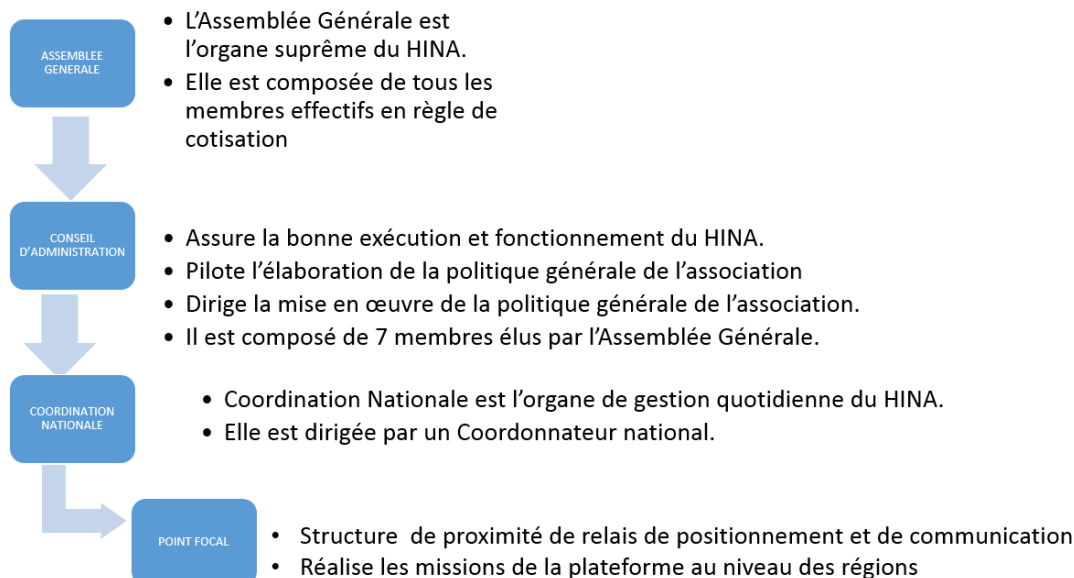 ASSEMBLEE
GENERALE
• L’Assemblée Générale est
l’organe suprême du HINA.
• Elle est composée de tous les
membres effectifs en règle de
cotisation
CONSEIL
D’ADMINISTRATION
• Assure la bonne exécution et fonctionnement du HINA.
• Pilote l’élaboration de la politique générale de l’association
• Dirige la mise en œuvre de la politique générale de l’association.
• Il est composé de 7 membres élus par l’Assemblée Générale.
COORDINATION
NATIONALE
• Coordination Nationale est l’organe de gestion quotidienne du HINA.
• Elle est dirigée par un Coordonnateur national.
POINT FOCAL
• Structure de proximité de relais de positionnement et de communication
• Réalise les missions de la plateforme au niveau des régions